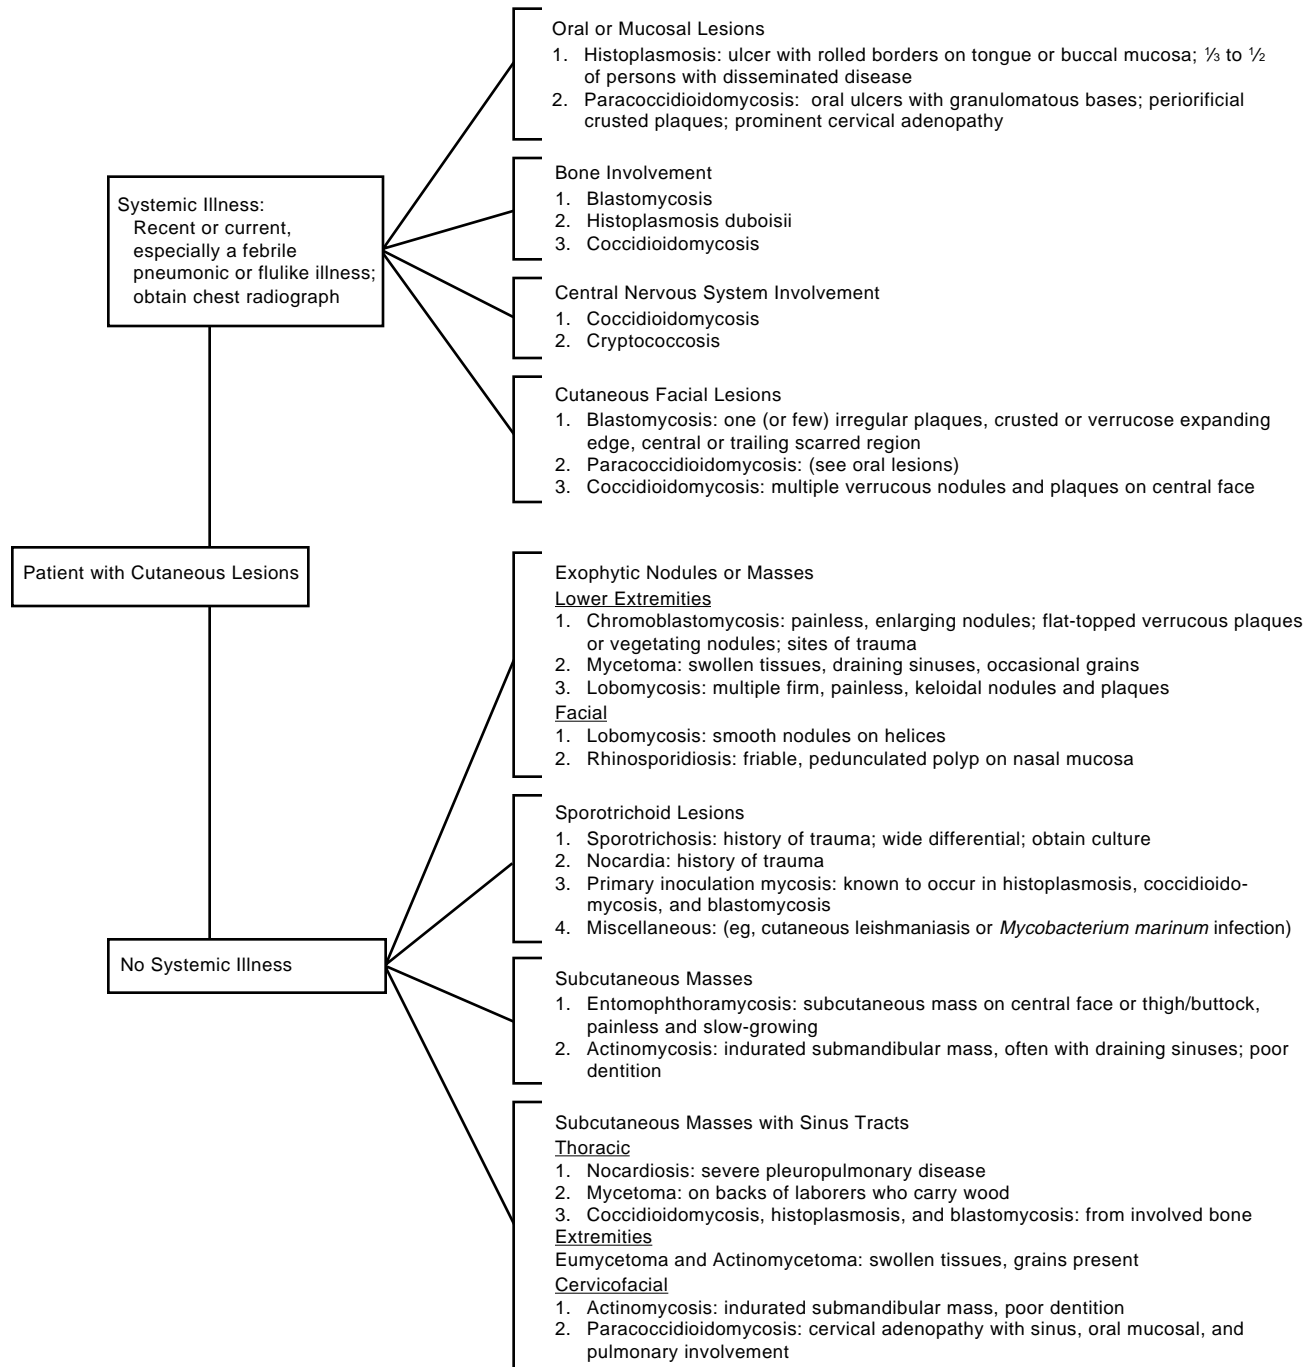 Oral or Mucosal Lesions
1. Histoplasmosis: ulcer with rolled borders on tongue or buccal mucosa; ⅓ to ½
of persons with disseminated disease
2. Paracoccidioidomycosis: oral ulcers with granulomatous bases; periorificial
crusted plaques; prominent cervical adenopathy
Bone Involvement
1. Blastomycosis
2. Histoplasmosis duboisii
3. Coccidioidomycosis
Systemic Illness:
Recent or current,
especially a febrile
pneumonic or flulike illness;
obtain chest radiograph
Central Nervous System Involvement
1. Coccidioidomycosis
2. Cryptococcosis
Cutaneous Facial Lesions
1. Blastomycosis: one (or few) irregular plaques, crusted or verrucose expanding
edge, central or trailing scarred region
2. Paracoccidioidomycosis: (see oral lesions)
3. Coccidioidomycosis: multiple verrucous nodules and plaques on central face
Patient with Cutaneous Lesions
Exophytic Nodules or Masses
Lower Extremities
1. Chromoblastomycosis: painless, enlarging nodules; flat-topped verrucous plaques
or vegetating nodules; sites of trauma
2. Mycetoma: swollen tissues, draining sinuses, occasional grains
3. Lobomycosis: multiple firm, painless, keloidal nodules and plaques
Facial
1. Lobomycosis: smooth nodules on helices
2. Rhinosporidiosis: friable, pedunculated polyp on nasal mucosa
Sporotrichoid Lesions
1. Sporotrichosis: history of trauma; wide differential; obtain culture
2. Nocardia: history of trauma
3. Primary inoculation mycosis: known to occur in histoplasmosis, coccidioido-
mycosis, and blastomycosis
4. Miscellaneous: (eg, cutaneous leishmaniasis or Mycobacterium marinum infection)
No Systemic Illness
Subcutaneous Masses
1. Entomophthoramycosis: subcutaneous mass on central face or thigh/buttock,
painless and slow-growing
2. Actinomycosis: indurated submandibular mass, often with draining sinuses; poor
dentition
Subcutaneous Masses with Sinus Tracts
Thoracic
1. Nocardiosis: severe pleuropulmonary disease
2. Mycetoma: on backs of laborers who carry wood
3. Coccidioidomycosis, histoplasmosis, and blastomycosis: from involved bone
Extremities
Eumycetoma and Actinomycetoma: swollen tissues, grains present
Cervicofacial
1. Actinomycosis: indurated submandibular mass, poor dentition
2. Paracoccidioidomycosis: cervical adenopathy with sinus, oral mucosal, and
pulmonary involvement